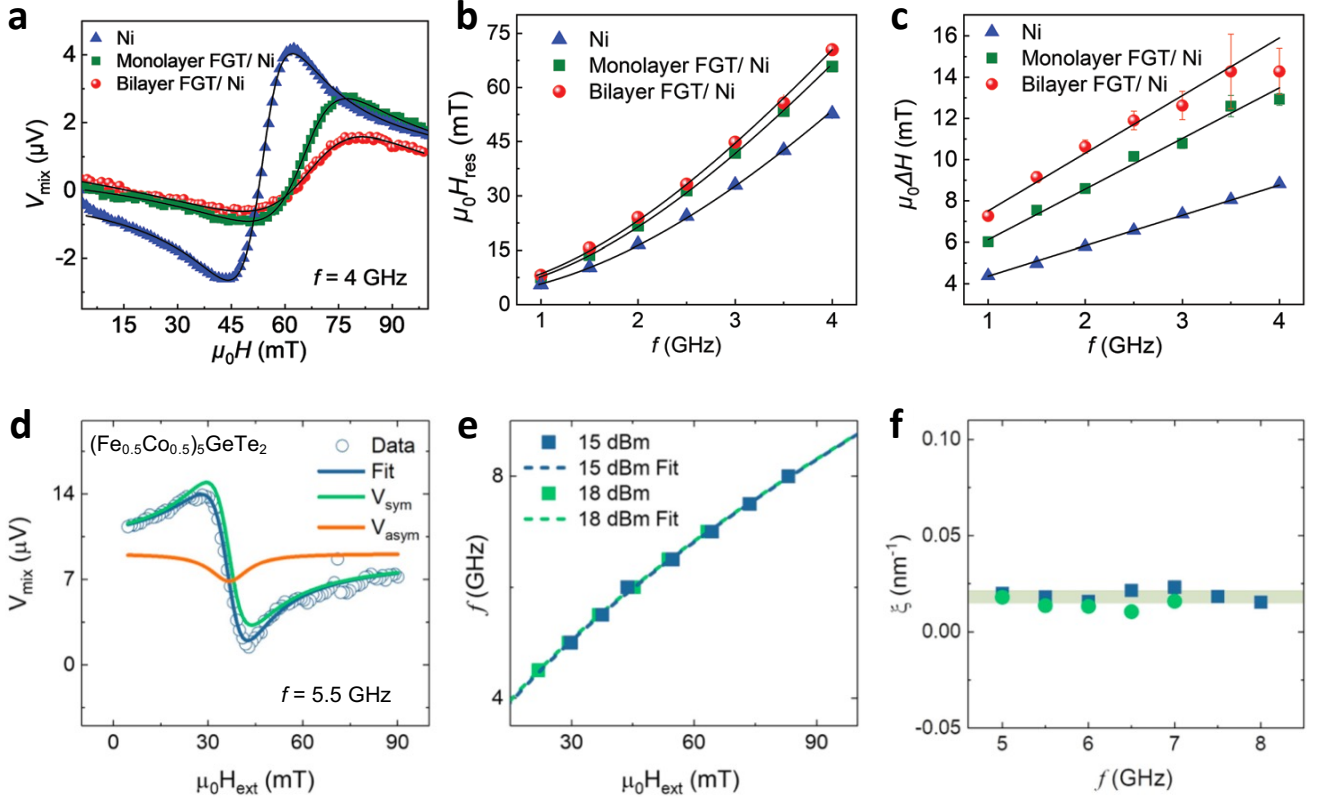 a
Ni
Monolayer FGT/ Ni
Bilayer FGT/ Ni
4
2
0
-2
V_mix (μV)
f = 4 GHz
15 30 45 60 75 90
μ₀H (mT)
b
Ni
Monolayer FGT/ Ni
Bilayer FGT/ Ni
75
60
45
30
15
0
μ₀H_res (mT)
1 2 3 4
f (GHz)
c
Ni
Monolayer FGT/ Ni
Bilayer FGT/ Ni
16
14
12
10
8
6
4
μ₀ΔH (mT)
1 2 3 4
f (GHz)
d
(Fe₀.₅Co₀.₅)₅GeTe₂
Data
Fit
V_sym
V_asym
14
7
0
V_mix (μV)
f = 5.5 GHz
0 30 60 90
μ₀H_ext (mT)
e
15 dBm
15 dBm Fit
18 dBm
18 dBm Fit
8
4
f (GHz)
30 60 90
μ₀H_ext (mT)
f
0.10
0.05
0.00
-0.05
ξ (nm⁻¹)
5 6 7 8
f (GHz)